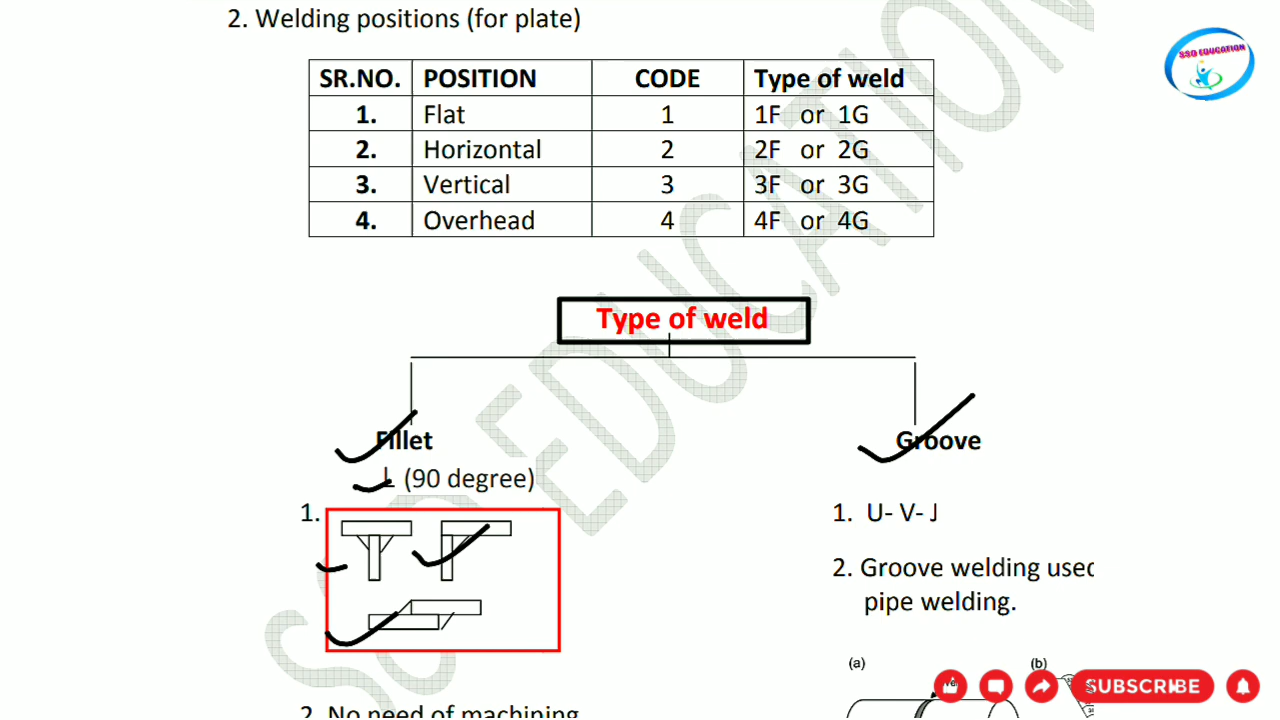 2. Welding positions (for plate)
SR.NO. POSITION CODE Type of weld
1. Flat 1 1F or 1G
2. Horizontal 2 2F or 2G
3. Vertical 3 3F or 3G
4. Overhead 4 4F or 4G
Type of weld
Fillet
Groove
L (90 degree)
1.
1. U- V- J
2. Groove welding used
pipe welding.
2. No need of machining
(a) (b)
SSD EDUCATION
SSD EDUCATION
SUBSCRIBE